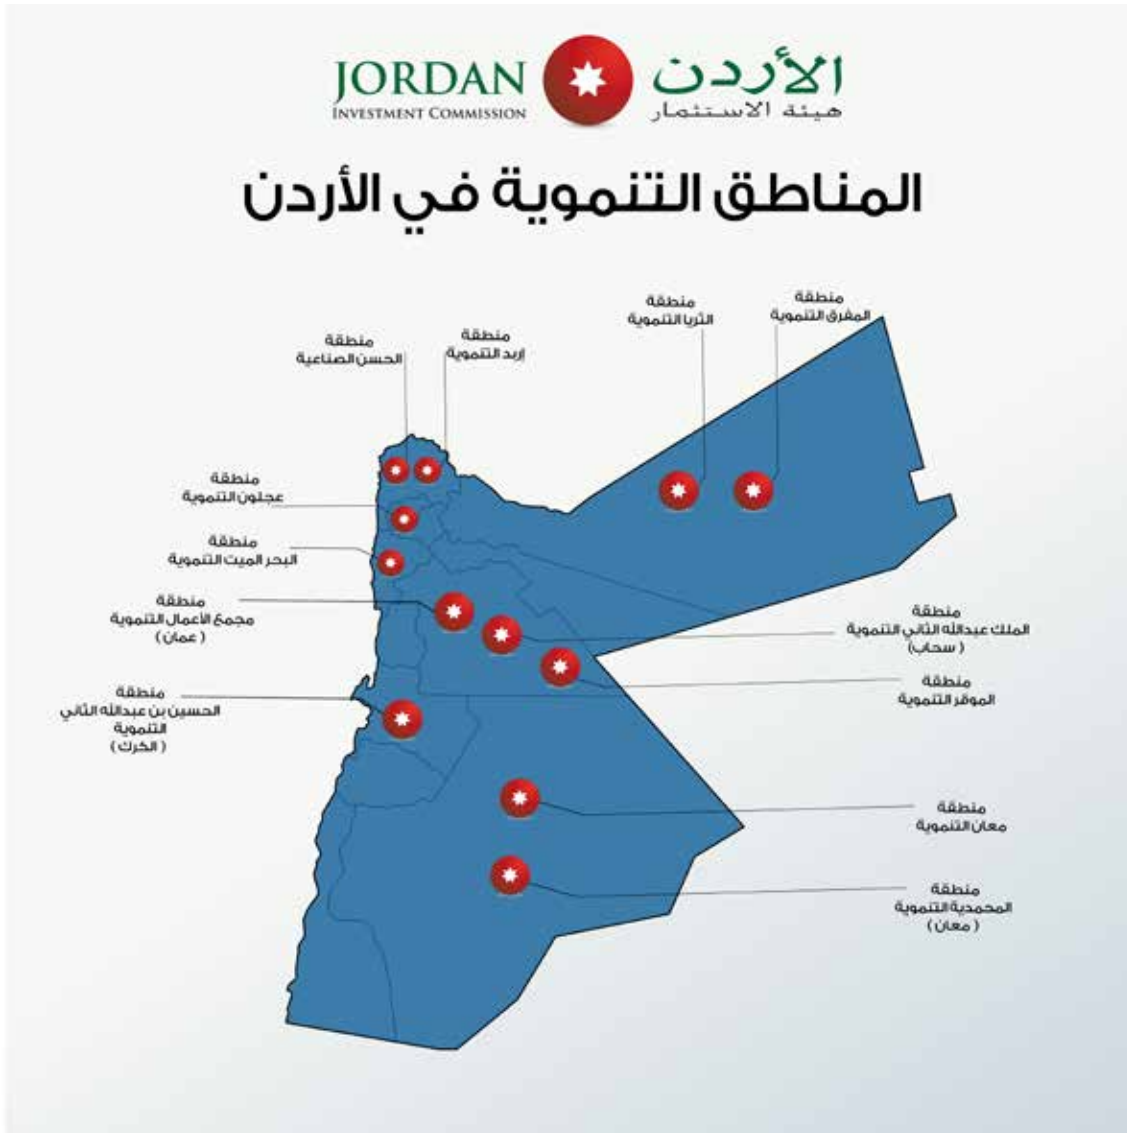 JORDAN
INVESTMENT COMMISSION
الأردن
هيئة الاستثمار
المناطق التنموية في الأردن
منطقة
المفرق التنموية
منطقة
الثريا التنموية
منطقة
إربد التنموية
منطقة
الحسن الصناعية
منطقة
عجلون التنموية
منطقة
البحر الميت التنموية
منطقة
مجمع الأعمال التنموية
( عمان )
منطقة
الملك عبدالله الثاني التنموية
( سحاب)
منطقة
الموقر التنموية
منطقة
الحسين بن عبدالله الثاني
التنموية
( الكرك )
منطقة
معان التنموية
منطقة
المحمدية التنموية
( معان )